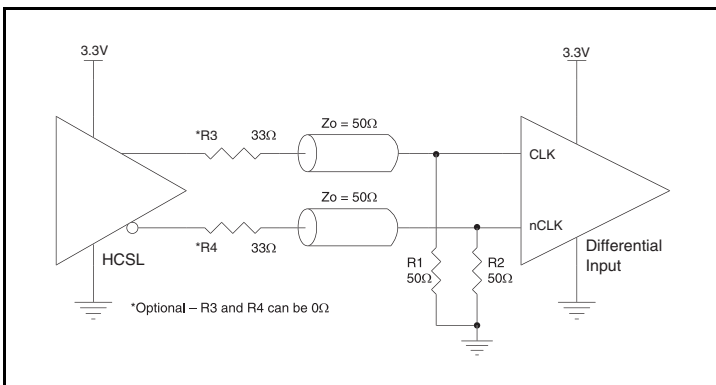 3.3V
3.3V
*R3 33Ω
Zo = 50Ω
CLK
Zo = 50Ω
nCLK
*R4 33Ω
HCSL
R1
50Ω
R2
50Ω
Differential
Input
*Optional – R3 and R4 can be 0Ω